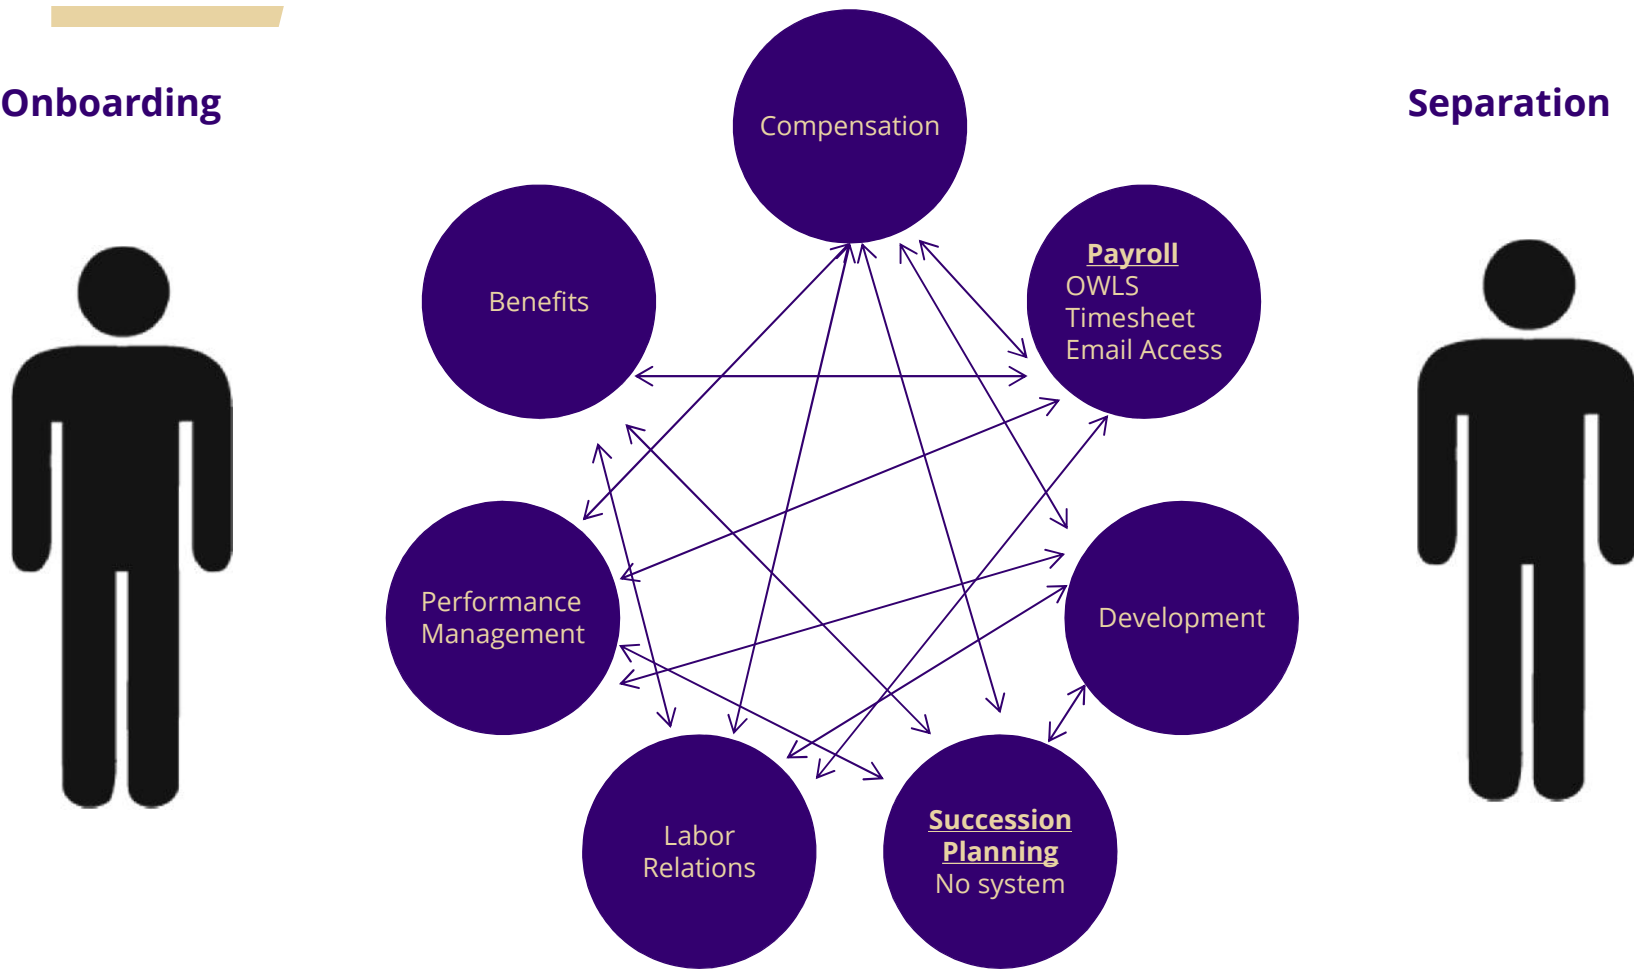 Onboarding
Separation
Compensation
Benefits
Payroll
OWLS
Timesheet
Email Access
Performance
Management
Development
Labor
Relations
Succession
Planning
No system